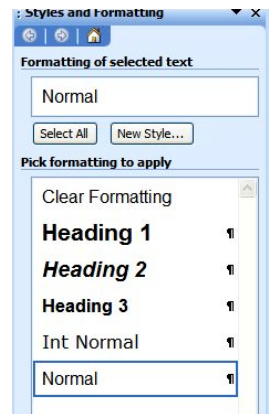 : Styles and Formatting
Formatting of selected text
Normal
Select All New Style...
Pick formatting to apply
Clear Formatting
Heading 1 ¶
Heading 2 ¶
Heading 3 ¶
Int Normal ¶
Normal ¶